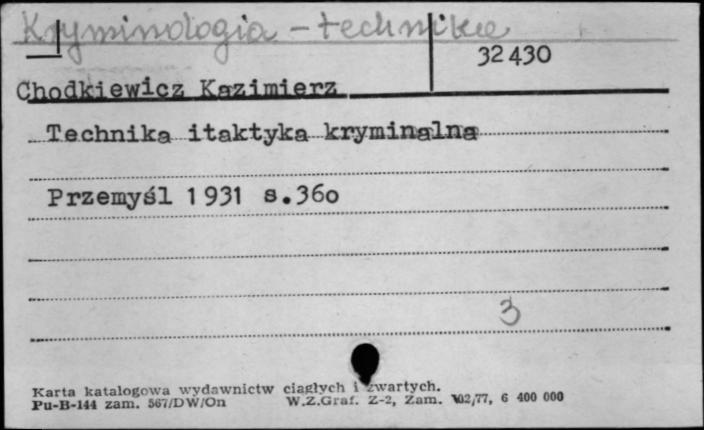 Kryminologia - technika
32430
Chodkiewicz Kazimierz
Technika itaktyka kryminalna
Przemyśl 1931 s.36o
3
Karta katalogowa wydawnictw ciągłych i zwartych.
Pu-B-144 zam. 567/DW/On W.Z.Graf. Z-2, Zam. 102/77, 6 400 000